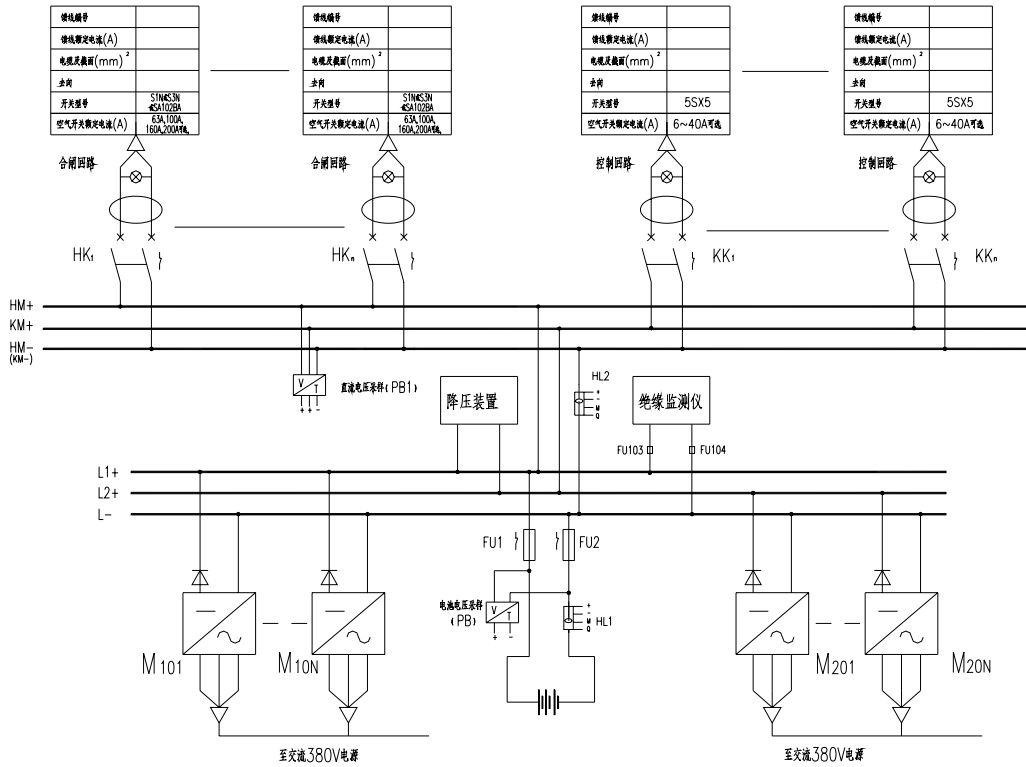 馈线编号
馈线额定电流(A)
电缆及截面(mm)²
去向
开关型号 S1N或S3N
或SA102BA
空气开关额定电流(A) 63A,100A,
160A,200A可选
馈线编号
馈线额定电流(A)
电缆及截面(mm)²
去向
开关型号 S1N或S3N
或SA102BA
空气开关额定电流(A) 63A,100A,
160A,200A可选
馈线编号
馈线额定电流(A)
电缆及截面(mm)²
去向
开关型号 5SX5
空气开关额定电流(A) 6~40A可选
馈线编号
馈线额定电流(A)
电缆及截面(mm)²
去向
开关型号 5SX5
空气开关额定电流(A) 6~40A可选
合闸回路 合闸回路 控制回路 控制回路
HK1 HKn KK1 KKn
HM+
KM+
HM-
(KM-)
V T
+ + -
直流电压采样(PB1)
降压装置
HL2
+
-
M
Q
绝缘监测仪
FU103 FU104
L1+
L2+
L-
FU1 FU2
电池电压采样
(PB)
V T
+ -
+
-
M
Q
HL1
M101 M10N M201 M20N
至交流380V电源 至交流380V电源